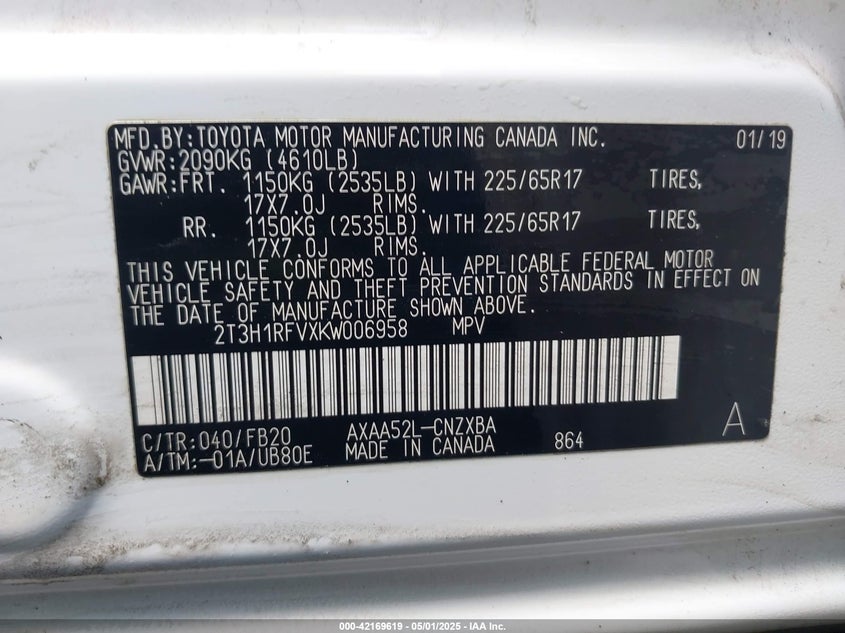 MFD.BY:TOYOTA MOTOR MANUFACTURING CANADA INC. 01/19
GVWR:2090KG (4610LB)
GAWR:FRT. 1150KG (2535LB) WITH 225/65R17 TIRES,
17X7.0J RIMS.
RR. 1150KG (2535LB) WITH 225/65R17 TIRES,
17X7.0J RIMS.
THIS VEHICLE CONFORMS TO ALL APPLICABLE FEDERAL MOTOR
VEHICLE SAFETY AND THEFT PREVENTION STANDARDS IN EFFECT ON
THE DATE OF MANUFACTURE SHOWN ABOVE.
2T3H1RFVXKW006958 MPV
C/TR:040/FB20 AXAA52L-CNZXBA A
A/TM:-01A/UB80E MADE IN CANADA 864
000-42169619 / 05/01/2025 - IAA Inc.